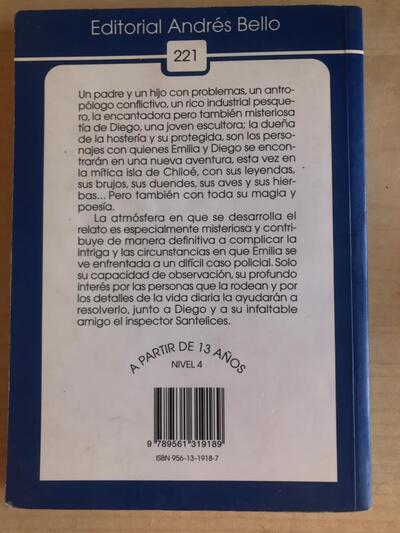 Editorial Andrés Bello
221
Un padre y un hijo con problemas, un antro-
pólogo conflictivo, un rico industrial pesque-
ro, la encantadora pero también misteriosa
tía de Diego, una joven escultora; la dueña
de la hostería y su protegida, son los perso-
najes con quienes Emilia y Diego se encon-
trarán en una nueva aventura, esta vez en
la mítica isla de Chiloé, con sus leyendas,
sus brujos, sus duendes, sus aves y sus hier-
bas... Pero también con toda su magia y
poesía.
La atmósfera en que se desarrolla el
relato es especialmente misteriosa y contri-
buye de manera definitiva a complicar la
intriga y las circunstancias en que Emilia se
ve enfrentada a un difícil caso policial. Solo
su capacidad de observación, su profundo
interés por las personas que la rodean y por
los detalles de la vida diaria la ayudarán a
resolverlo, junto a Diego y a su infaltable
amigo el inspector Santelices.
A PARTIR DE 13 AÑOS
NIVEL 4
9 789561 319189
ISBN 956-13-1918-7